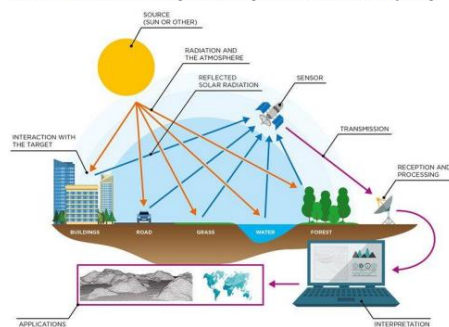 SOURCE
(SUN OR OTHER)
RADIATION AND
THE ATMOSPHERE
REFLECTED
SOLAR RADIATION
SENSOR
TRANSMISSION
INTERACTION WITH
THE TARGET
RECEPTION AND
PROCESSING
BUILDINGS
ROAD
GRASS
WATER
FOREST
APPLICATIONS
INTERPRETATION